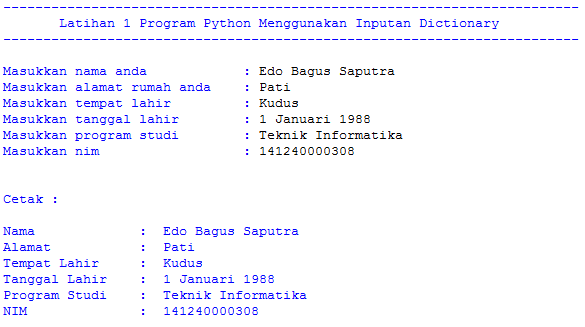 -------------------------------------------------------------------------
Latihan 1 Program Python Menggunakan Inputan Dictionary
-------------------------------------------------------------------------
Masukkan nama anda : Edo Bagus Saputra
Masukkan alamat rumah anda : Pati
Masukkan tempat lahir : Kudus
Masukkan tanggal lahir : 1 Januari 1988
Masukkan program studi : Teknik Informatika
Masukkan nim : 141240000308
Cetak :
Nama : Edo Bagus Saputra
Alamat : Pati
Tempat Lahir : Kudus
Tanggal Lahir : 1 Januari 1988
Program Studi : Teknik Informatika
NIM : 141240000308